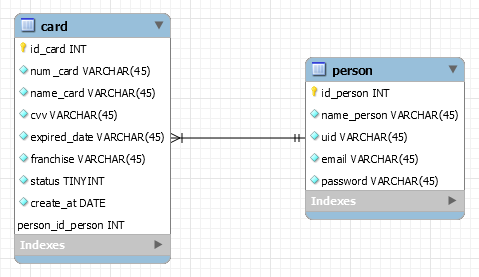 card
id_card INT
num_card VARCHAR(45)
name_card VARCHAR(45)
cvv VARCHAR(45)
expired_date VARCHAR(45)
franchise VARCHAR(45)
status TINYINT
create_at DATE
person_id_person INT
Indexes
person
id_person INT
name_person VARCHAR(45)
uid VARCHAR(45)
email VARCHAR(45)
password VARCHAR(45)
Indexes